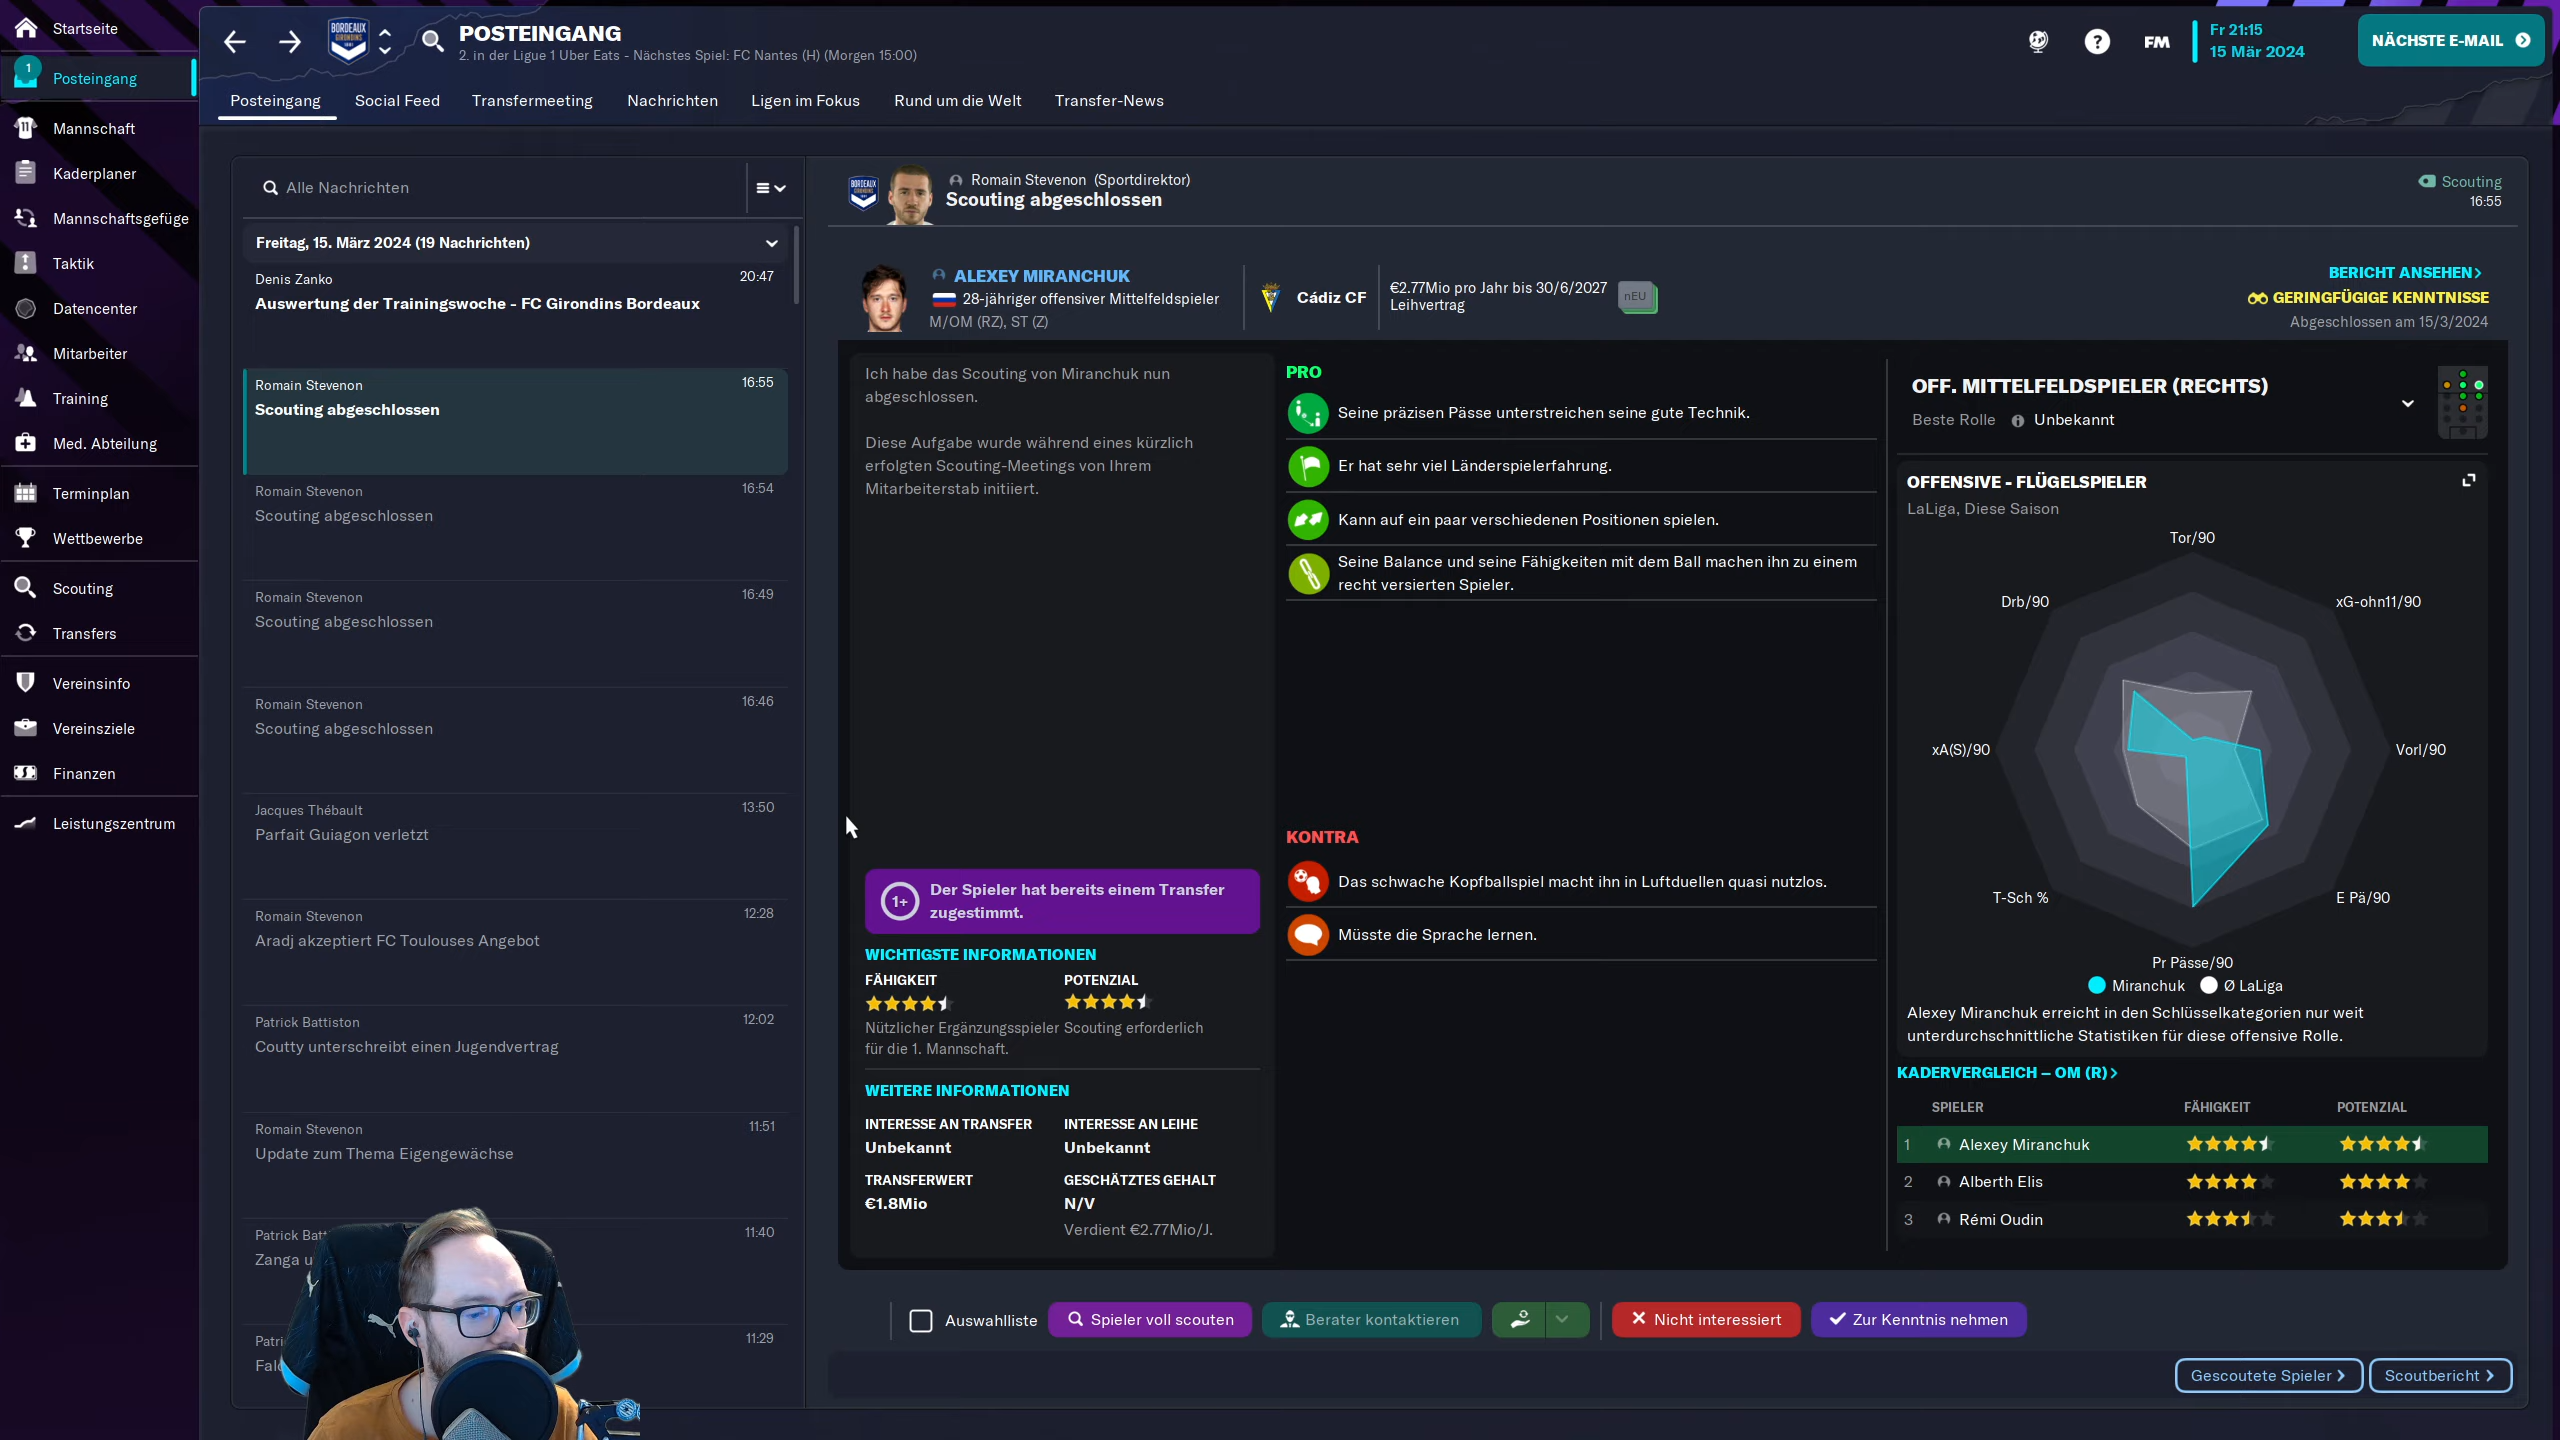 Startseite
1
Posteingang
Mannschaft
Kaderplaner
Mannschaftsgefüge
Taktik
Datencenter
Mitarbeiter
Training
Med. Abteilung
Terminplan
Wettbewerbe
Scouting
Transfers
Vereinsinfo
Vereinsziele
Finanzen
Leistungszentrum
BORDEAUX
GIRONDINS
POSTEINGANG
2. in der Ligue 1 Uber Eats - Nächstes Spiel: FC Nantes (H) (Morgen 15:00)
?
FM
Fr 21:15
15 Mär 2024
NÄCHSTE E-MAIL
Posteingang Social Feed Transfermeeting Nachrichten Ligen im Fokus Rund um die Welt Transfer-News
Alle Nachrichten
Freitag, 15. März 2024 (19 Nachrichten)
Denis Zanko 20:47
Auswertung der Trainingswoche - FC Girondins Bordeaux
Romain Stevenon 16:55
Scouting abgeschlossen
Romain Stevenon 16:54
Scouting abgeschlossen
Romain Stevenon 16:49
Scouting abgeschlossen
Romain Stevenon 16:46
Scouting abgeschlossen
Jacques Thébault 13:50
Parfait Guiagon verletzt
Romain Stevenon 12:28
Aradj akzeptiert FC Toulouses Angebot
Patrick Battiston 12:02
Coutty unterschreibt einen Jugendvertrag
Romain Stevenon 11:51
Update zum Thema Eigengewächse
Patrick 11:40
Zanga
11:29
Romain Stevenon (Sportdirektor)
Scouting abgeschlossen
Scouting
16:55
ALEXEY MIRANCHUK
28-jähriger offensiver Mittelfeldspieler
M/OM (RZ), ST (Z)
Cádiz CF
€2.77Mio pro Jahr bis 30/6/2027
Leihvertrag
nEU
BERICHT ANSEHEN
GERINGFÜGIGE KENNTNISSE
Abgeschlossen am 15/3/2024
Ich habe das Scouting von Miranchuk nun
abgeschlossen.
Diese Aufgabe wurde während eines kürzlich
erfolgten Scouting-Meetings von Ihrem
Mitarbeiterstab initiiert.
1+
Der Spieler hat bereits einem Transfer
zugestimmt.
WICHTIGSTE INFORMATIONEN
FÄHIGKEIT POTENZIAL
Nützlicher Ergänzungsspieler Scouting erforderlich
für die 1. Mannschaft.
WEITERE INFORMATIONEN
INTERESSE AN TRANSFER INTERESSE AN LEIHE
Unbekannt Unbekannt
TRANSFERWERT GESCHÄTZTES GEHALT
€1.8Mio N/V
Verdient €2.77Mio/J.
PRO
Seine präzisen Pässe unterstreichen seine gute Technik.
Er hat sehr viel Länderspielerfahrung.
Kann auf ein paar verschiedenen Positionen spielen.
Seine Balance und seine Fähigkeiten mit dem Ball machen ihn zu einem
recht versierten Spieler.
KONTRA
Das schwache Kopfballspiel macht ihn in Luftduellen quasi nutzlos.
Müsste die Sprache lernen.
OFF. MITTELFELDSPIELER (RECHTS)
Beste Rolle Unbekannt
OFFENSIVE - FLÜGELSPIELER
LaLiga, Diese Saison
Tor/90
Drb/90 xG-ohn11/90
xA(S)/90 Vorl/90
T-Sch % E Pä/90
Pr Pässe/90
Miranchuk Ø LaLiga
Alexey Miranchuk erreicht in den Schlüsselkategorien nur weit
unterdurchschnittliche Statistiken für diese offensive Rolle.
KADERVERGLEICH – OM (R)
SPIELER FÄHIGKEIT POTENZIAL
1 Alexey Miranchuk
2 Alberth Elis
3 Rémi Oudin
Auswahlliste Spieler voll scouten Berater kontaktieren Nicht interessiert Zur Kenntnis nehmen
Gescoutete Spieler Scoutbericht